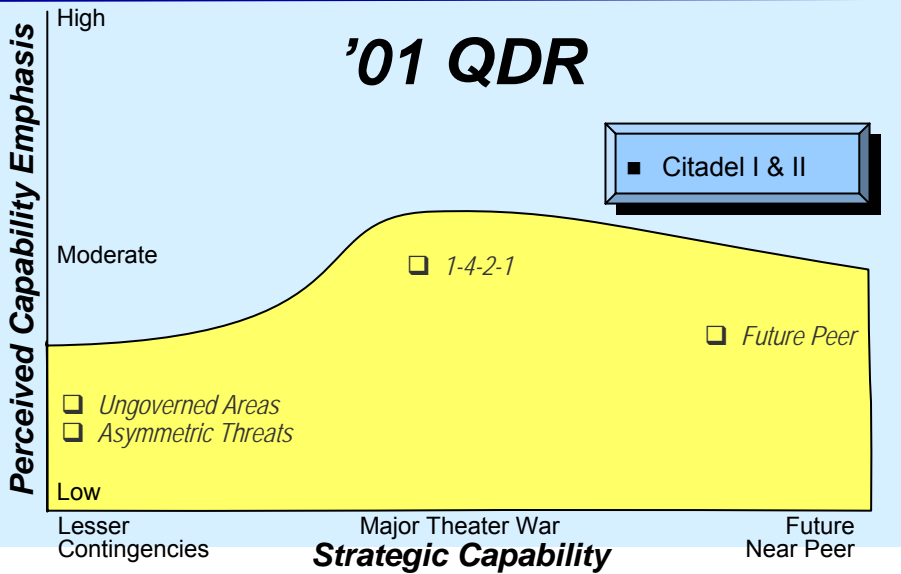 High
’01 QDR
Perceived Capability Emphasis
■ Citadel I & II
Moderate
❑ 1-4-2-1
❑ Future Peer
❑ Ungoverned Areas
❑ Asymmetric Threats
Low
Lesser
Contingencies
Major Theater War
Future
Near Peer
Strategic Capability